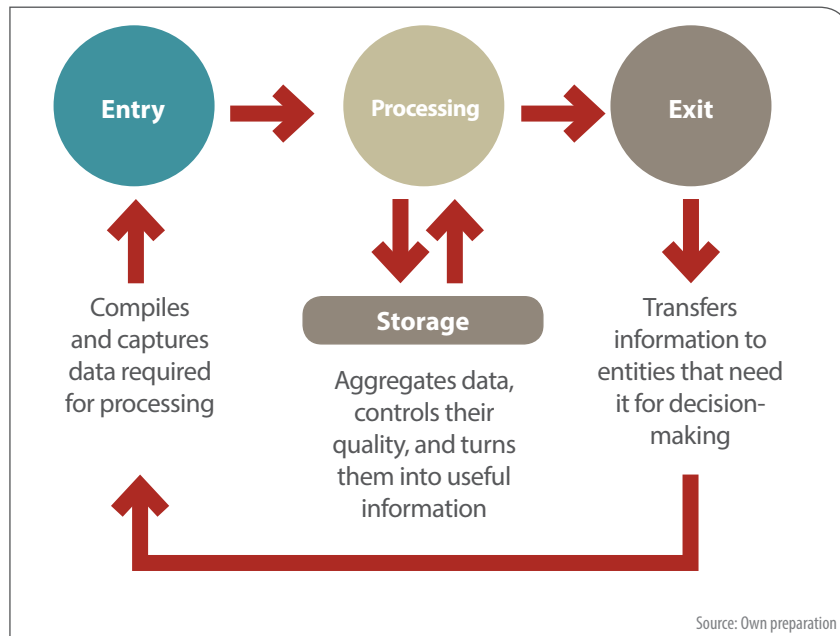 Entry
Processing
Exit
Compiles
and captures
data required
for processing
Storage
Aggregates data,
controls their
quality, and turns
them into useful
information
Transfers
information to
entities that need
it for decision-
making
Source: Own preparation